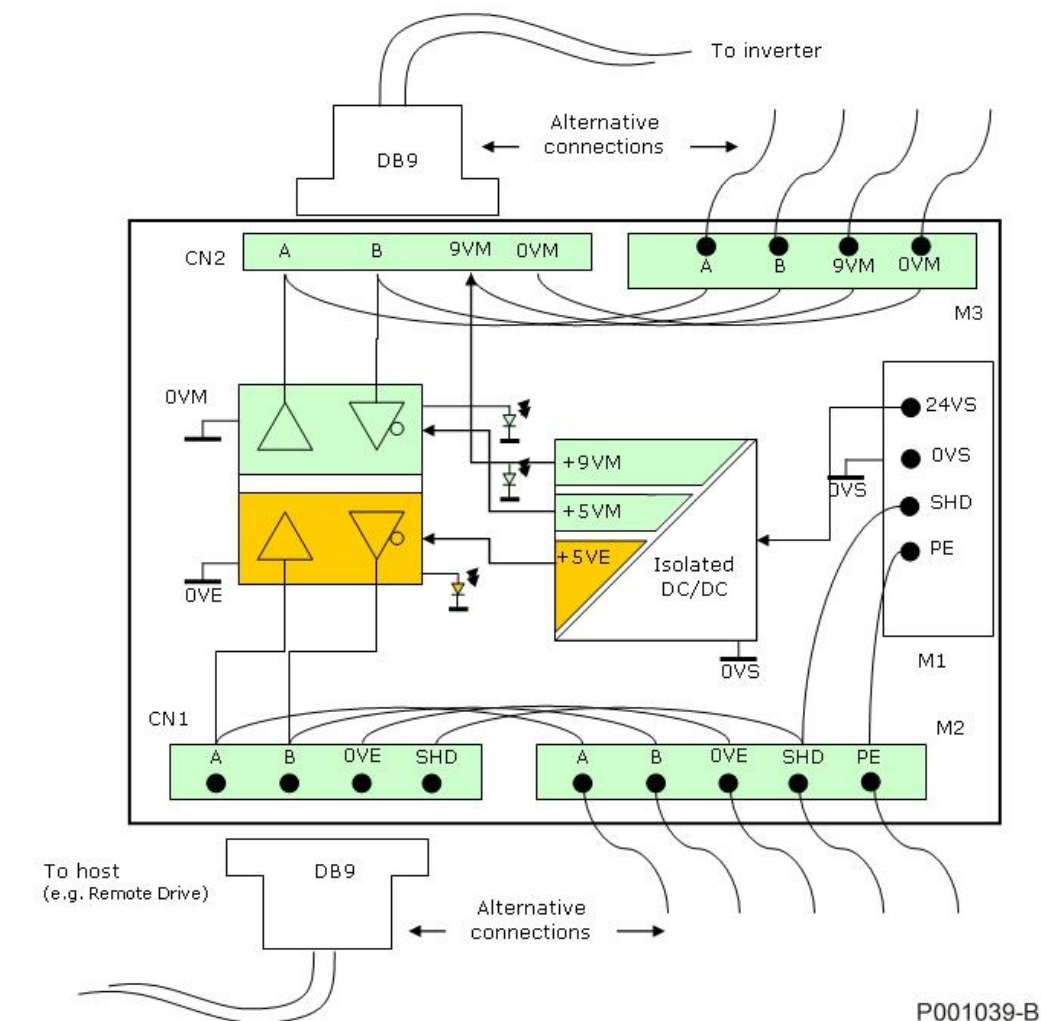 To inverter
Alternative
connections
DB9
CN2
A B 9VM 0VM
A B 9VM 0VM
M3
0VM
24VS
0VS
0VS
SHD
PE
+9VM
+5VM
+5VE
Isolated
DC/DC
0VE
0VS
M1
CN1
M2
A B 0VE SHD
A B 0VE SHD PE
To host
(e.g. Remote Drive)
DB9
Alternative
connections
P001039-B